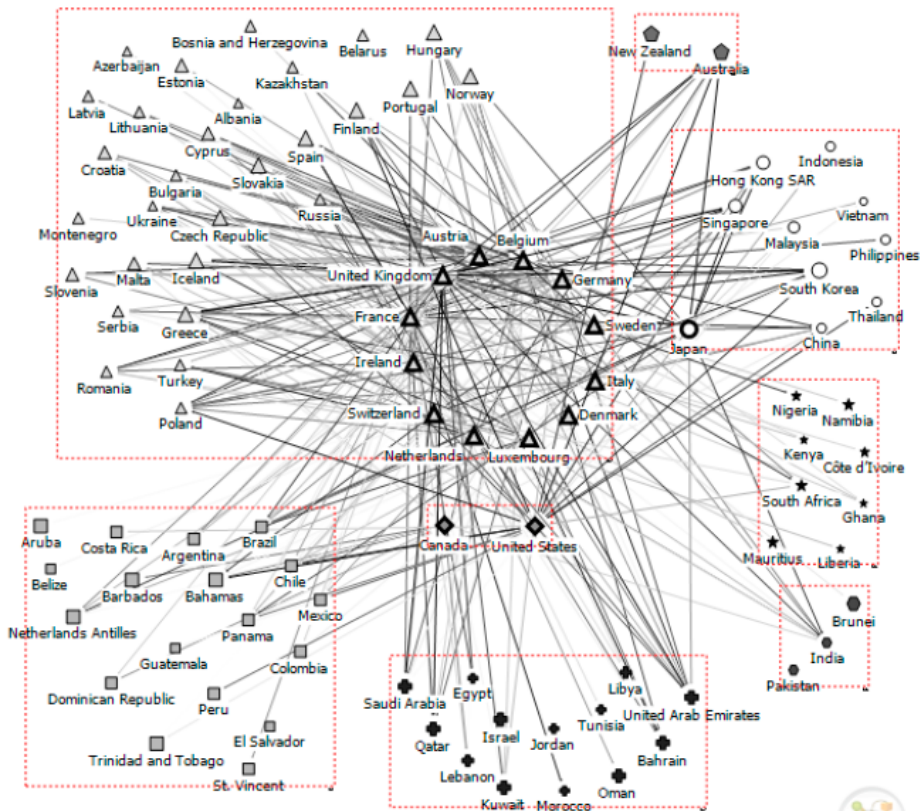 Bosnia and Herzegovina
Belarus
Hungary
New Zealand
Azerbaijan
Estonia
Kazakhstan
Norway
Australia
Latvia
Lithuania
Albania
Portugal
Finland
Cyprus
Spain
Indonesia
Croatia
Slovakia
Hong Kong SAR
Bulgaria
Ukraine
Russia
Singapore
Vietnam
Montenegro
Czech Republic
Austria
Belgium
Malaysia
Philippines
Slovenia
Malta
Iceland
United Kingdom
Germany
South Korea
Serbia
Greece
France
Sweden
Japan
China
Thailand
Romania
Turkey
Ireland
Italy
Poland
Switzerland
Denmark
Nigeria
Namibia
Netherlands
Luxembourg
Kenya
Côte d'Ivoire
South Africa
Ghana
Aruba
Costa Rica
Argentina
Brazil
Canada
United States
Mauritius
Liberia
Belize
Barbados
Bahamas
Chile
Netherlands Antilles
Panama
Mexico
Brunei
Guatemala
Colombia
India
Dominican Republic
Peru
Pakistan
Saudi Arabia
Egypt
Libya
Tunisia
United Arab Emirates
El Salvador
Qatar
Israel
Jordan
Trinidad and Tobago
St. Vincent
Lebanon
Bahrain
Kuwait
Morocco
Oman